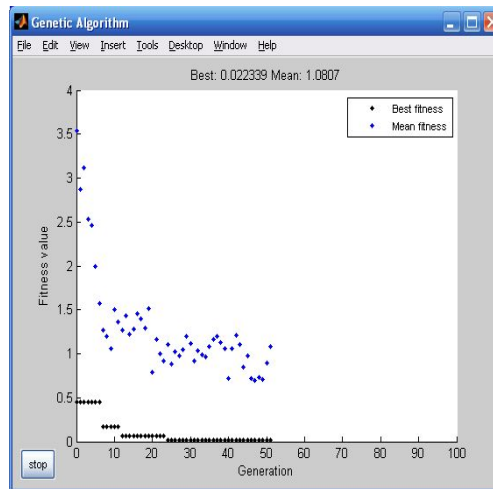 Genetic Algorithm
File Edit View Insert Tools Desktop Window Help
Best: 0.022339 Mean: 1.0807
Best fitness
Mean fitness
4
3.5
3
2.5
2
1.5
1
0.5
0
Fitness value
0 10 20 30 40 50 60 70 80 90 100
Generation
stop